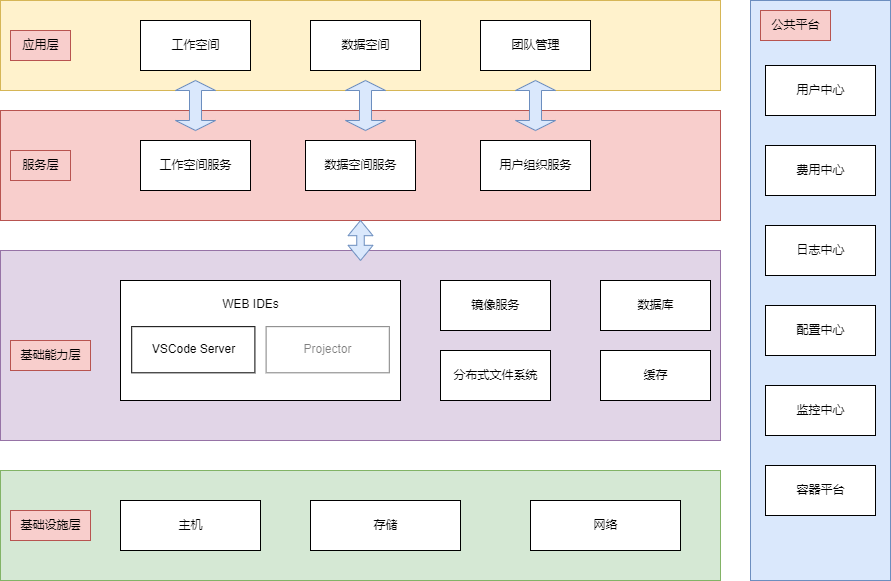 应用层
工作空间
数据空间
团队管理
服务层
工作空间服务
数据空间服务
用户组织服务
基础能力层
WEB IDEs
VSCode Server
Projector
镜像服务
数据库
分布式文件系统
缓存
基础设施层
主机
存储
网络
公共平台
用户中心
费用中心
日志中心
配置中心
监控中心
容器平台